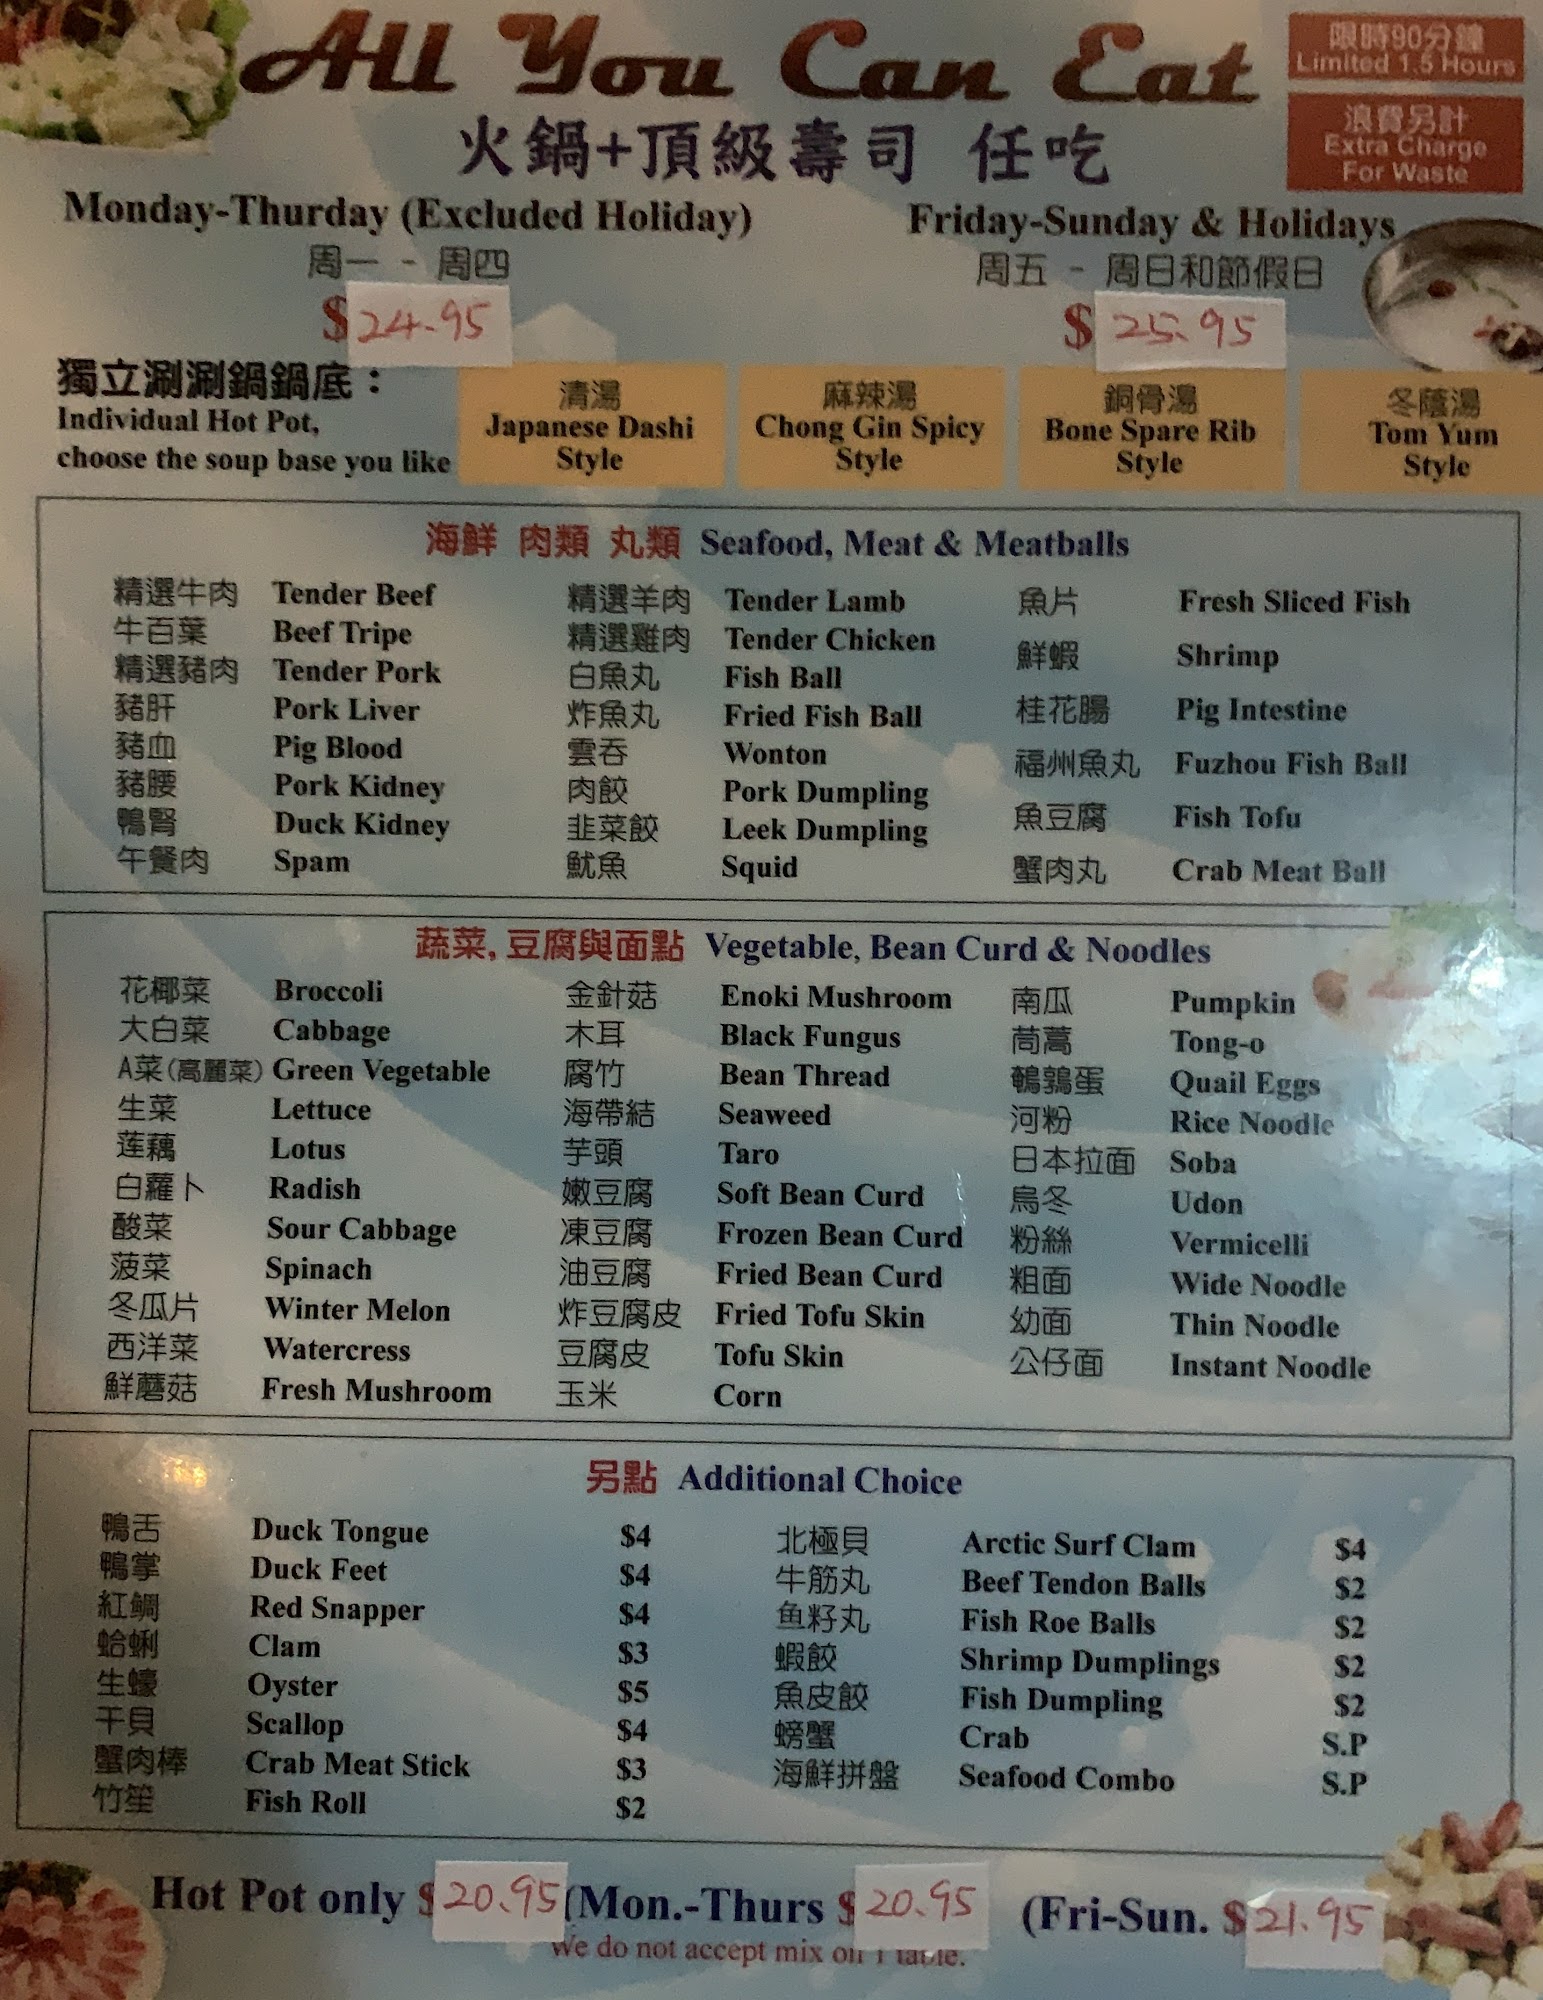 All You Can Eat
限時90分鐘
Limited 1.5 Hours
浪費另計
Extra Charge
For Waste
火鍋+頂級壽司 任吃
Monday-Thurday (Excluded Holiday)
周一 - 周四
$24.95
Friday-Sunday & Holidays
周五 - 周日和節假日
$25.95
獨立涮涮鍋鍋底：
Individual Hot Pot,
choose the soup base you like
清湯
Japanese Dashi
Style
麻辣湯
Chong Gin Spicy
Style
銅骨湯
Bone Spare Rib
Style
冬蔭湯
Tom Yum
Style
海鮮 肉類 丸類 Seafood, Meat & Meatballs
精選牛肉 Tender Beef
牛百葉 Beef Tripe
精選豬肉 Tender Pork
豬肝 Pork Liver
豬血 Pig Blood
豬腰 Pork Kidney
鴨腎 Duck Kidney
午餐肉 Spam
精選羊肉 Tender Lamb
精選雞肉 Tender Chicken
白魚丸 Fish Ball
炸魚丸 Fried Fish Ball
雲吞 Wonton
肉餃 Pork Dumpling
韭菜餃 Leek Dumpling
魷魚 Squid
魚片 Fresh Sliced Fish
鮮蝦 Shrimp
桂花腸 Pig Intestine
福州魚丸 Fuzhou Fish Ball
魚豆腐 Fish Tofu
蟹肉丸 Crab Meat Ball
蔬菜, 豆腐與面點 Vegetable, Bean Curd & Noodles
花椰菜 Broccoli
大白菜 Cabbage
A菜(高麗菜) Green Vegetable
生菜 Lettuce
莲藕 Lotus
白蘿卜 Radish
酸菜 Sour Cabbage
菠菜 Spinach
冬瓜片 Winter Melon
西洋菜 Watercress
鮮蘑菇 Fresh Mushroom
金針菇 Enoki Mushroom
木耳 Black Fungus
腐竹 Bean Thread
海帶結 Seaweed
芋頭 Taro
嫩豆腐 Soft Bean Curd
凍豆腐 Frozen Bean Curd
油豆腐 Fried Bean Curd
炸豆腐皮 Fried Tofu Skin
豆腐皮 Tofu Skin
玉米 Corn
南瓜 Pumpkin
茼蒿 Tong-o
鵪鶉蛋 Quail Eggs
河粉 Rice Noodle
日本拉面 Soba
烏冬 Udon
粉絲 Vermicelli
粗面 Wide Noodle
幼面 Thin Noodle
公仔面 Instant Noodle
另點 Additional Choice
鴨舌 Duck Tongue $4
鴨掌 Duck Feet $4
紅鯛 Red Snapper $4
蛤蜊 Clam $3
生蠔 Oyster $5
干貝 Scallop $4
蟹肉棒 Crab Meat Stick $3
竹笙 Fish Roll $2
北極貝 Arctic Surf Clam $4
牛筋丸 Beef Tendon Balls $2
鱼籽丸 Fish Roe Balls $2
蝦餃 Shrimp Dumplings $2
魚皮餃 Fish Dumpling $2
螃蟹 Crab S.P
海鮮拼盤 Seafood Combo S.P
Hot Pot only $20.95 (Mon.-Thurs $20.95 (Fri-Sun. $21.95
We do not accept mix on 1 table.